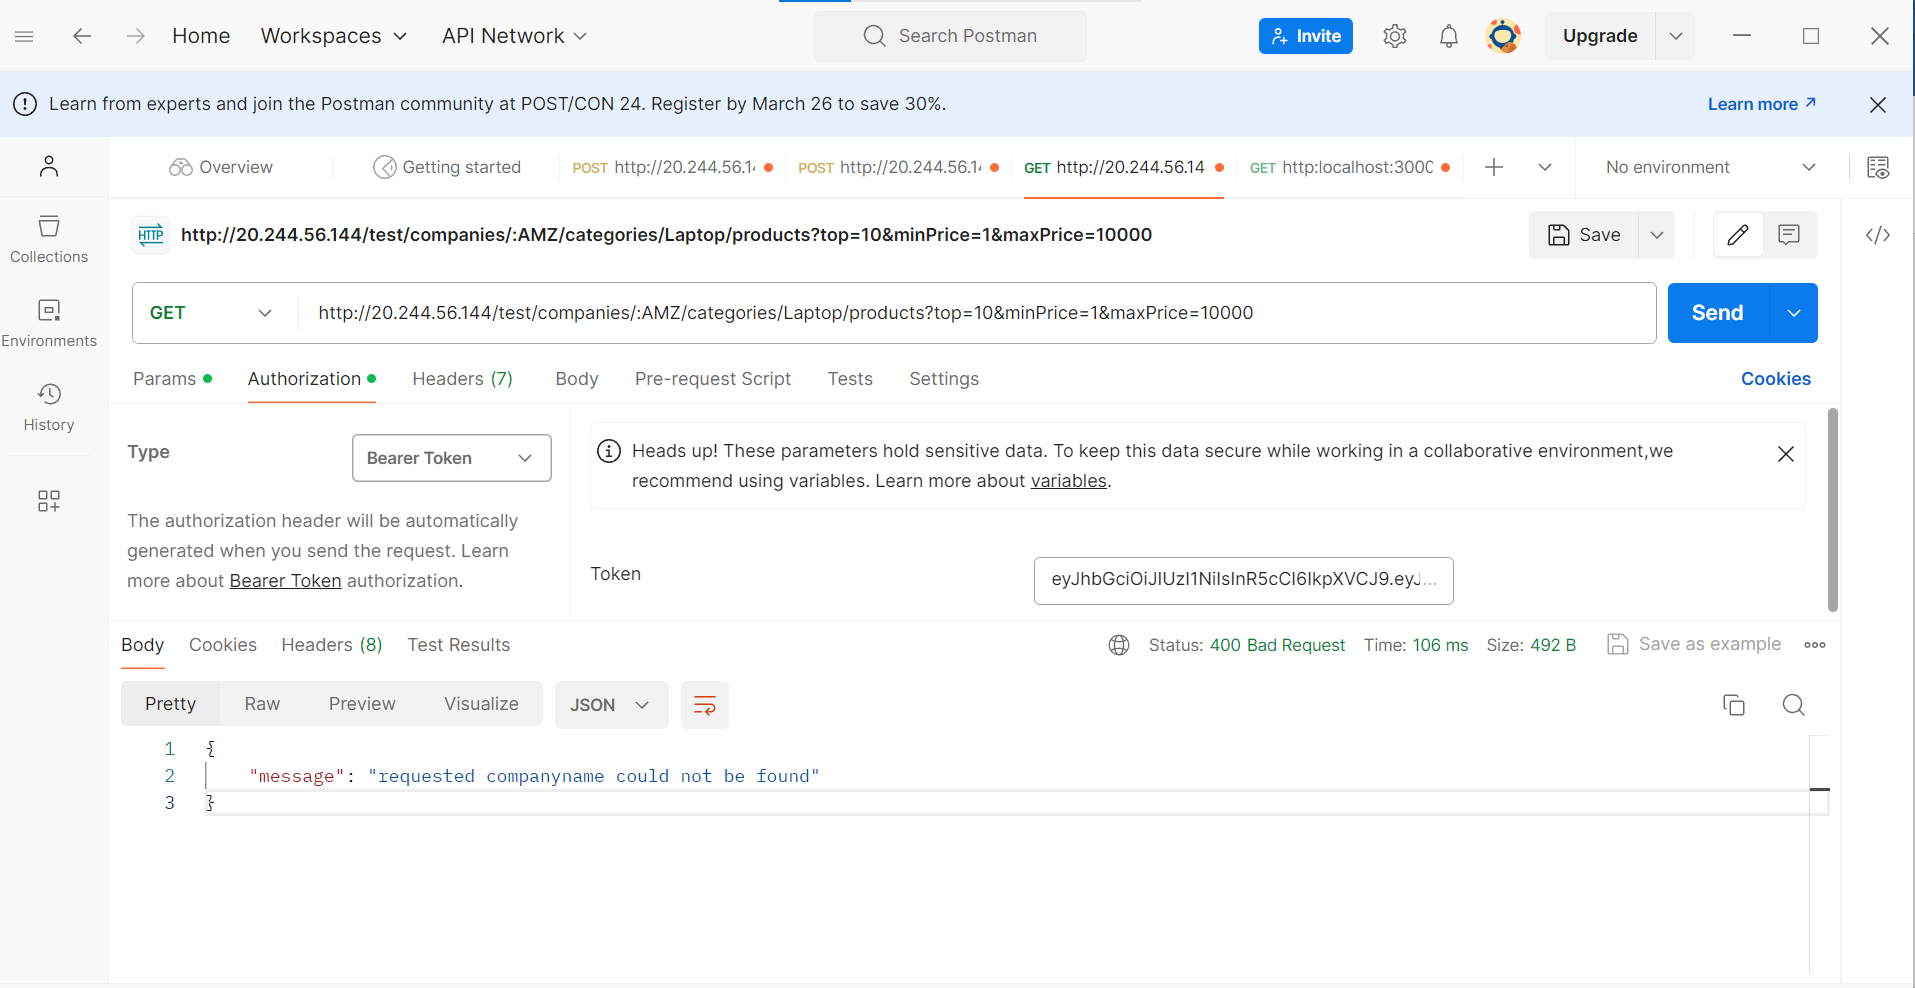 Home Workspaces API Network Search Postman Invite Upgrade
Learn from experts and join the Postman community at POST/CON 24. Register by March 26 to save 30%. Learn more
Overview Getting started POST http://20.244.56.14 POST http://20.244.56.14 GET http://20.244.56.14 GET http:localhost:3000 No environment
HTTP http://20.244.56.144/test/companies/:AMZ/categories/Laptop/products?top=10&minPrice=1&maxPrice=10000 Save
Collections
GET http://20.244.56.144/test/companies/:AMZ/categories/Laptop/products?top=10&minPrice=1&maxPrice=10000 Send
Environments
Params Authorization Headers (7) Body Pre-request Script Tests Settings Cookies
History
Type Bearer Token
Heads up! These parameters hold sensitive data. To keep this data secure while working in a collaborative environment,we
recommend using variables. Learn more about variables.
The authorization header will be automatically
generated when you send the request. Learn
more about Bearer Token authorization.
Token eyJhbGciOiJIUzI1NiIsInR5cCI6IkpXVCJ9.eyJ...
Body Cookies Headers (8) Test Results Status: 400 Bad Request Time: 106 ms Size: 492 B Save as example
Pretty Raw Preview Visualize JSON
1 {
2 "message": "requested companyname could not be found"
3 }